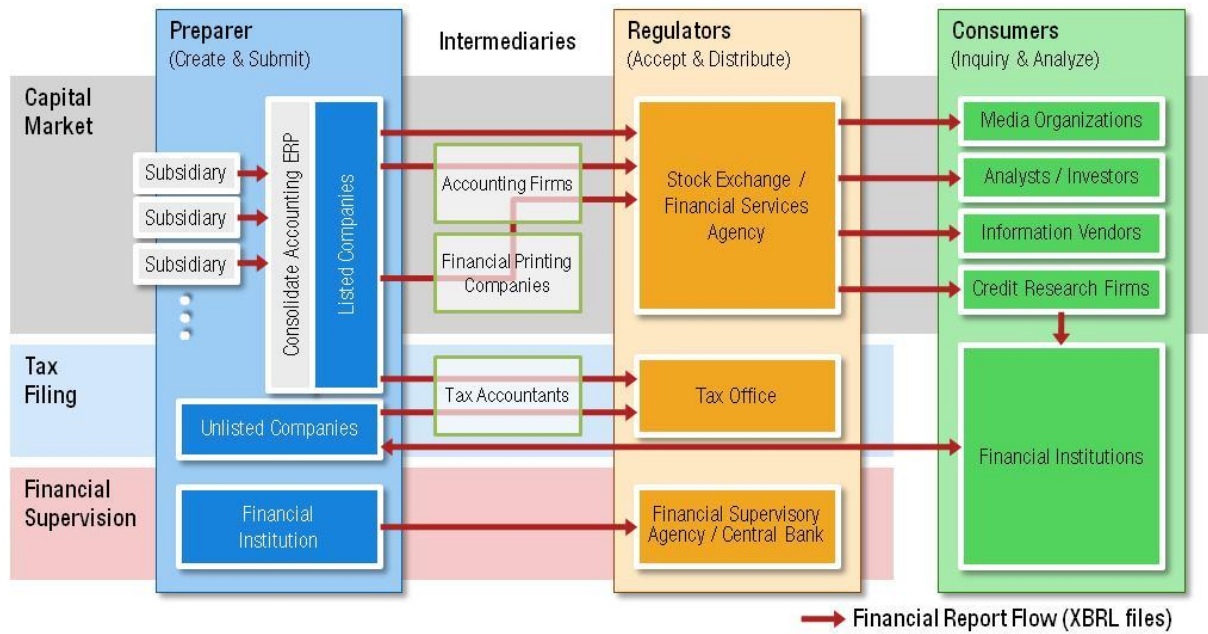 Preparer
(Create & Submit)
Intermediaries
Regulators
(Accept & Distribute)
Consumers
(Inquiry & Analyze)
Capital
Market
Subsidiary
Subsidiary
Subsidiary
Consolidate Accounting ERP
Listed Companies
Accounting Firms
Financial Printing
Companies
Stock Exchange /
Financial Services
Agency
Media Organizations
Analysts / Investors
Information Vendors
Credit Research Firms
Tax
Filing
Unlisted Companies
Tax Accountants
Tax Office
Financial Institutions
Financial
Supervision
Financial
Institution
Financial Supervisory
Agency / Central Bank
Financial Report Flow (XBRL files)